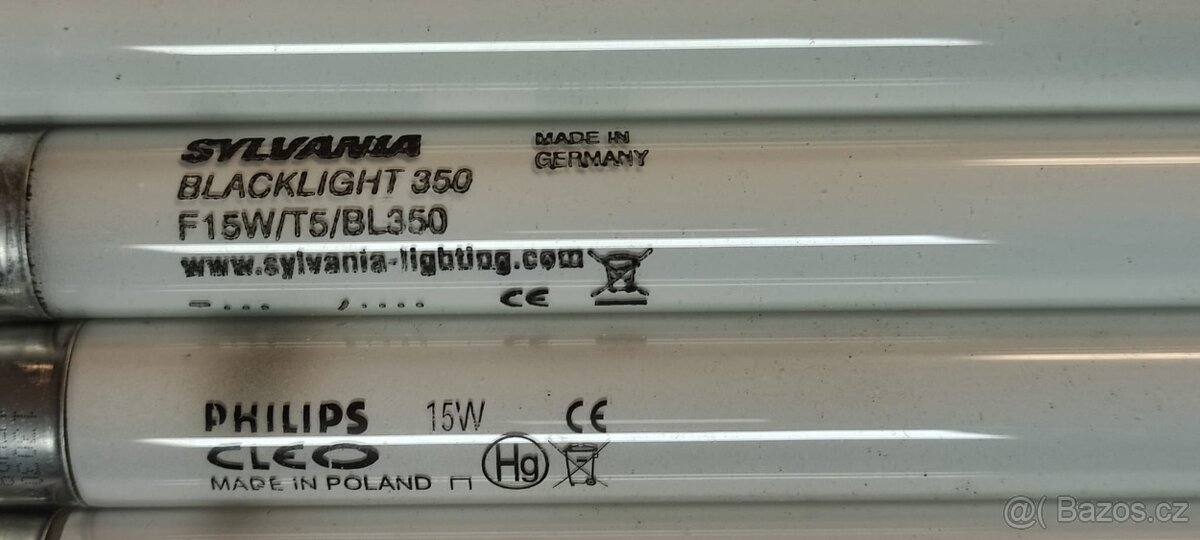 SYLVANIA
BLACKLIGHT 350
F15W/T5/BL350
www.sylvania-lighting.com
CE
MADE IN
GERMANY
PHILIPS 15W CE
CLEO Hg
MADE IN POLAND
@( Bazos.cz